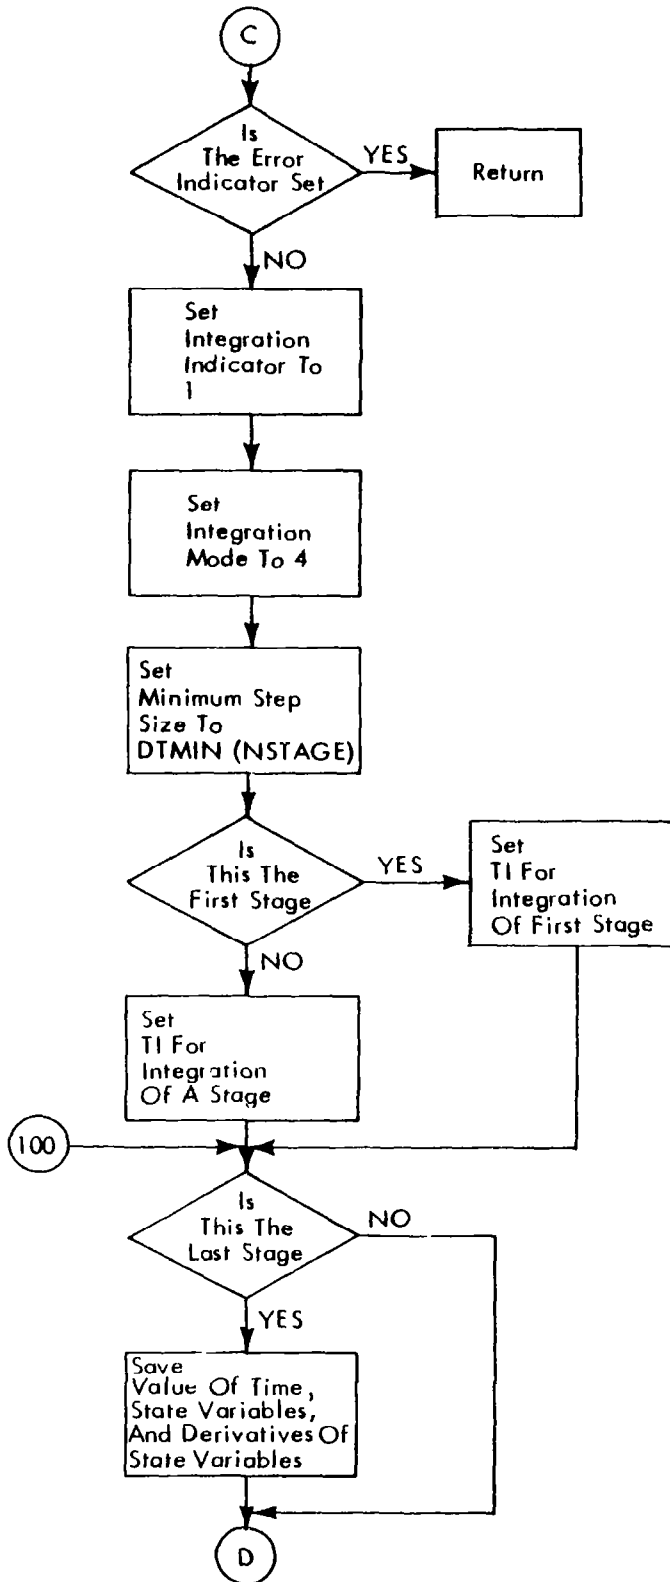 C
Is
The Error
Indicator Set
YES
Return
NO
Set
Integration
Indicator To
1
Set
Integration
Mode To 4
Set
Minimum Step
Size To
DTMIN (NSTAGE)
Is
This The
First Stage
YES
Set
TI For
Integration
Of First Stage
NO
Set
TI For
Integration
Of A Stage
100
Is
This The
Last Stage
NO
YES
Save
Value Of Time,
State Variables,
And Derivatives Of
State Variables
D